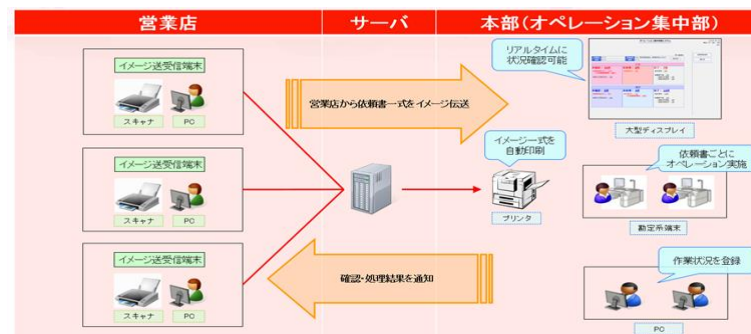 営業店
サーバ
本部(オペレーション集中部)
イメージ送受信端末
スキャナ
PC
イメージ送受信端末
スキャナ
PC
イメージ送受信端末
スキャナ
PC
営業店から依頼書一式をイメージ伝送
確認・処理結果を通知
リアルタイムに
状況確認可能
大型ディスプレイ
イメージ一式を
自動印刷
プリンタ
依頼書ごとに
オペレーション実施
勘定系端末
作業状況を登録
PC